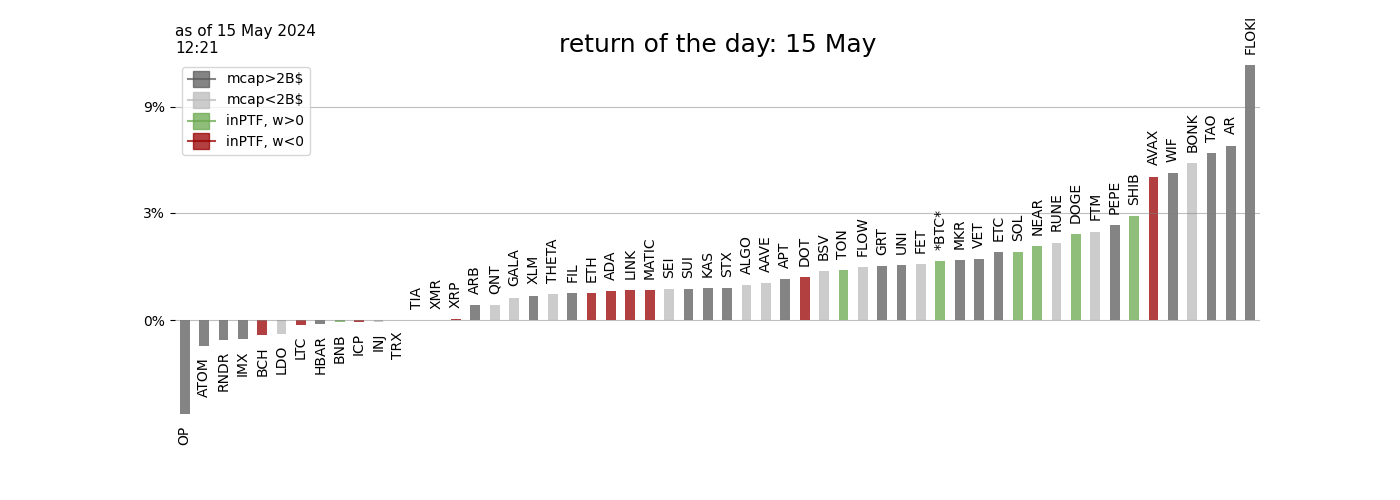 as of 15 May 2024
12:21
return of the day: 15 May
mcap>2B$
mcap<2B$
inPTF, w>0
inPTF, w<0
9%
3%
0%
OP
ATOM
RNDR
IMX
BCH
LDO
LTC
HBAR
BNB
ICP
INJ
TRX
TIA
XMR
XRP
ARB
QNT
GALA
XLM
THETA
FIL
ETH
ADA
LINK
MATIC
SEI
SUI
KAS
STX
ALGO
AAVE
APT
DOT
BSV
TON
FLOW
GRT
UNI
FET
*BTC*
MKR
VET
ETC
SOL
NEAR
RUNE
DOGE
FTM
PEPE
SHIB
AVAX
WIF
BONK
TAO
AR
FLOKI